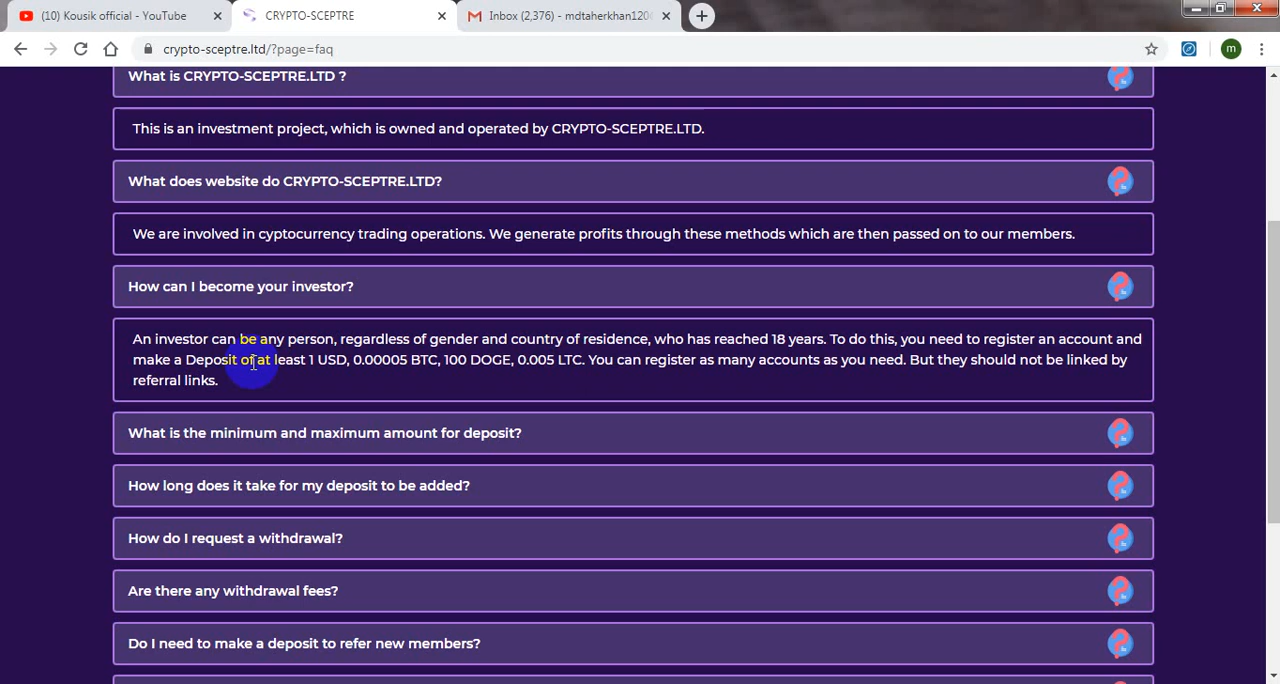 (10) Kousik official - YouTube
CRYPTO-SCEPTRE
Inbox (2,376) - mdtaherkhan120
crypto-sceptre.ltd/?page=faq
m
What is CRYPTO-SCEPTRE.LTD ?
This is an investment project, which is owned and operated by CRYPTO-SCEPTRE.LTD.
What does website do CRYPTO-SCEPTRE.LTD?
We are involved in cyptocurrency trading operations. We generate profits through these methods which are then passed on to our members.
How can I become your investor?
An investor can be any person, regardless of gender and country of residence, who has reached 18 years. To do this, you need to register an account and
make a Deposit of at least 1 USD, 0.00005 BTC, 100 DOGE, 0.005 LTC. You can register as many accounts as you need. But they should not be linked by
referral links.
What is the minimum and maximum amount for deposit?
How long does it take for my deposit to be added?
How do I request a withdrawal?
Are there any withdrawal fees?
Do I need to make a deposit to refer new members?